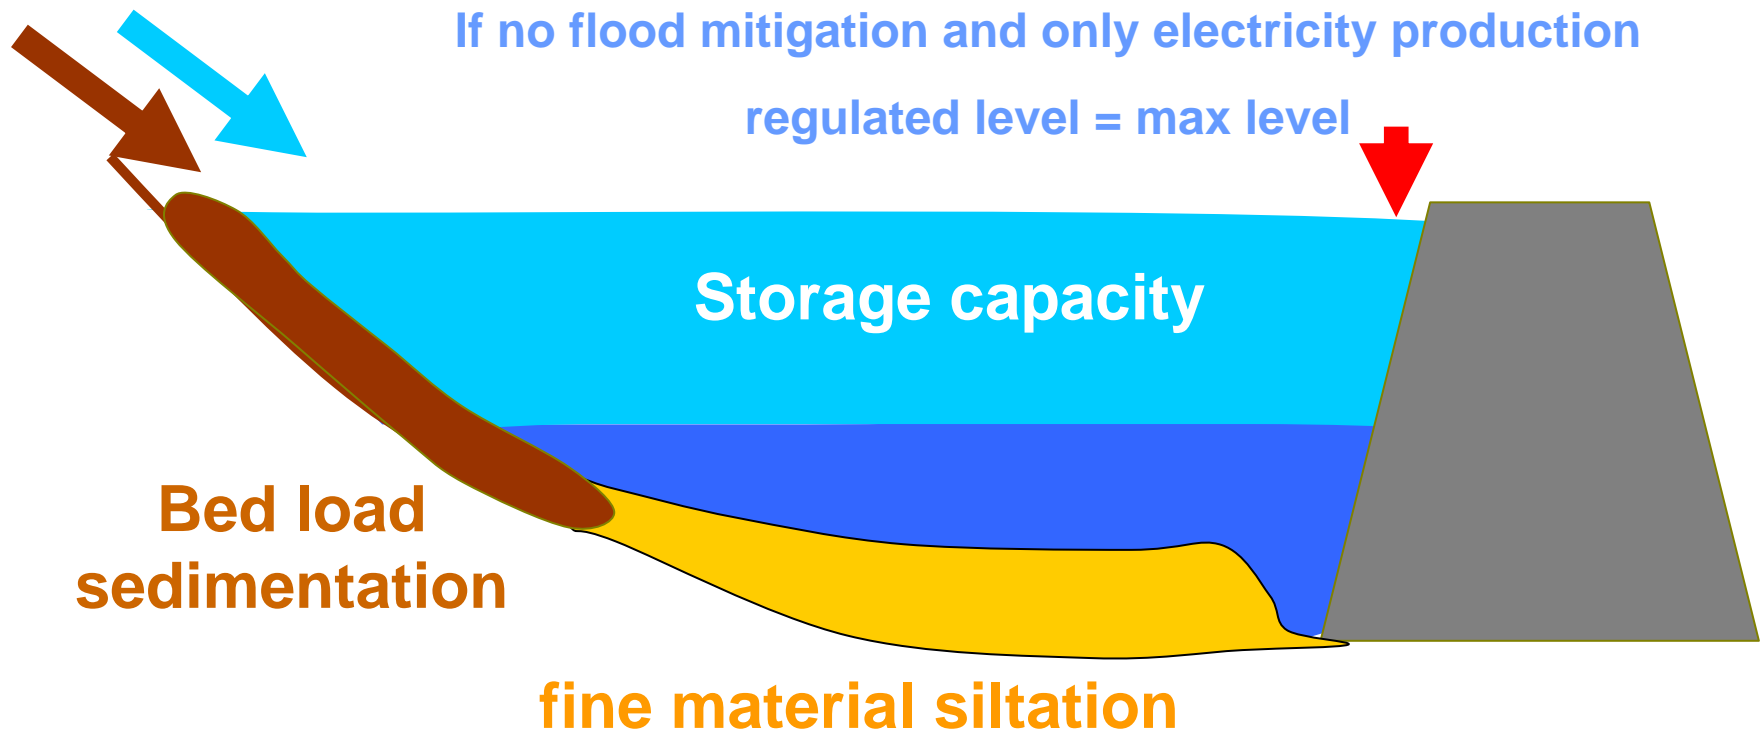 If no flood mitigation and only electricity production
regulated level = max level
Storage capacity
Bed load
sedimentation
fine material siltation